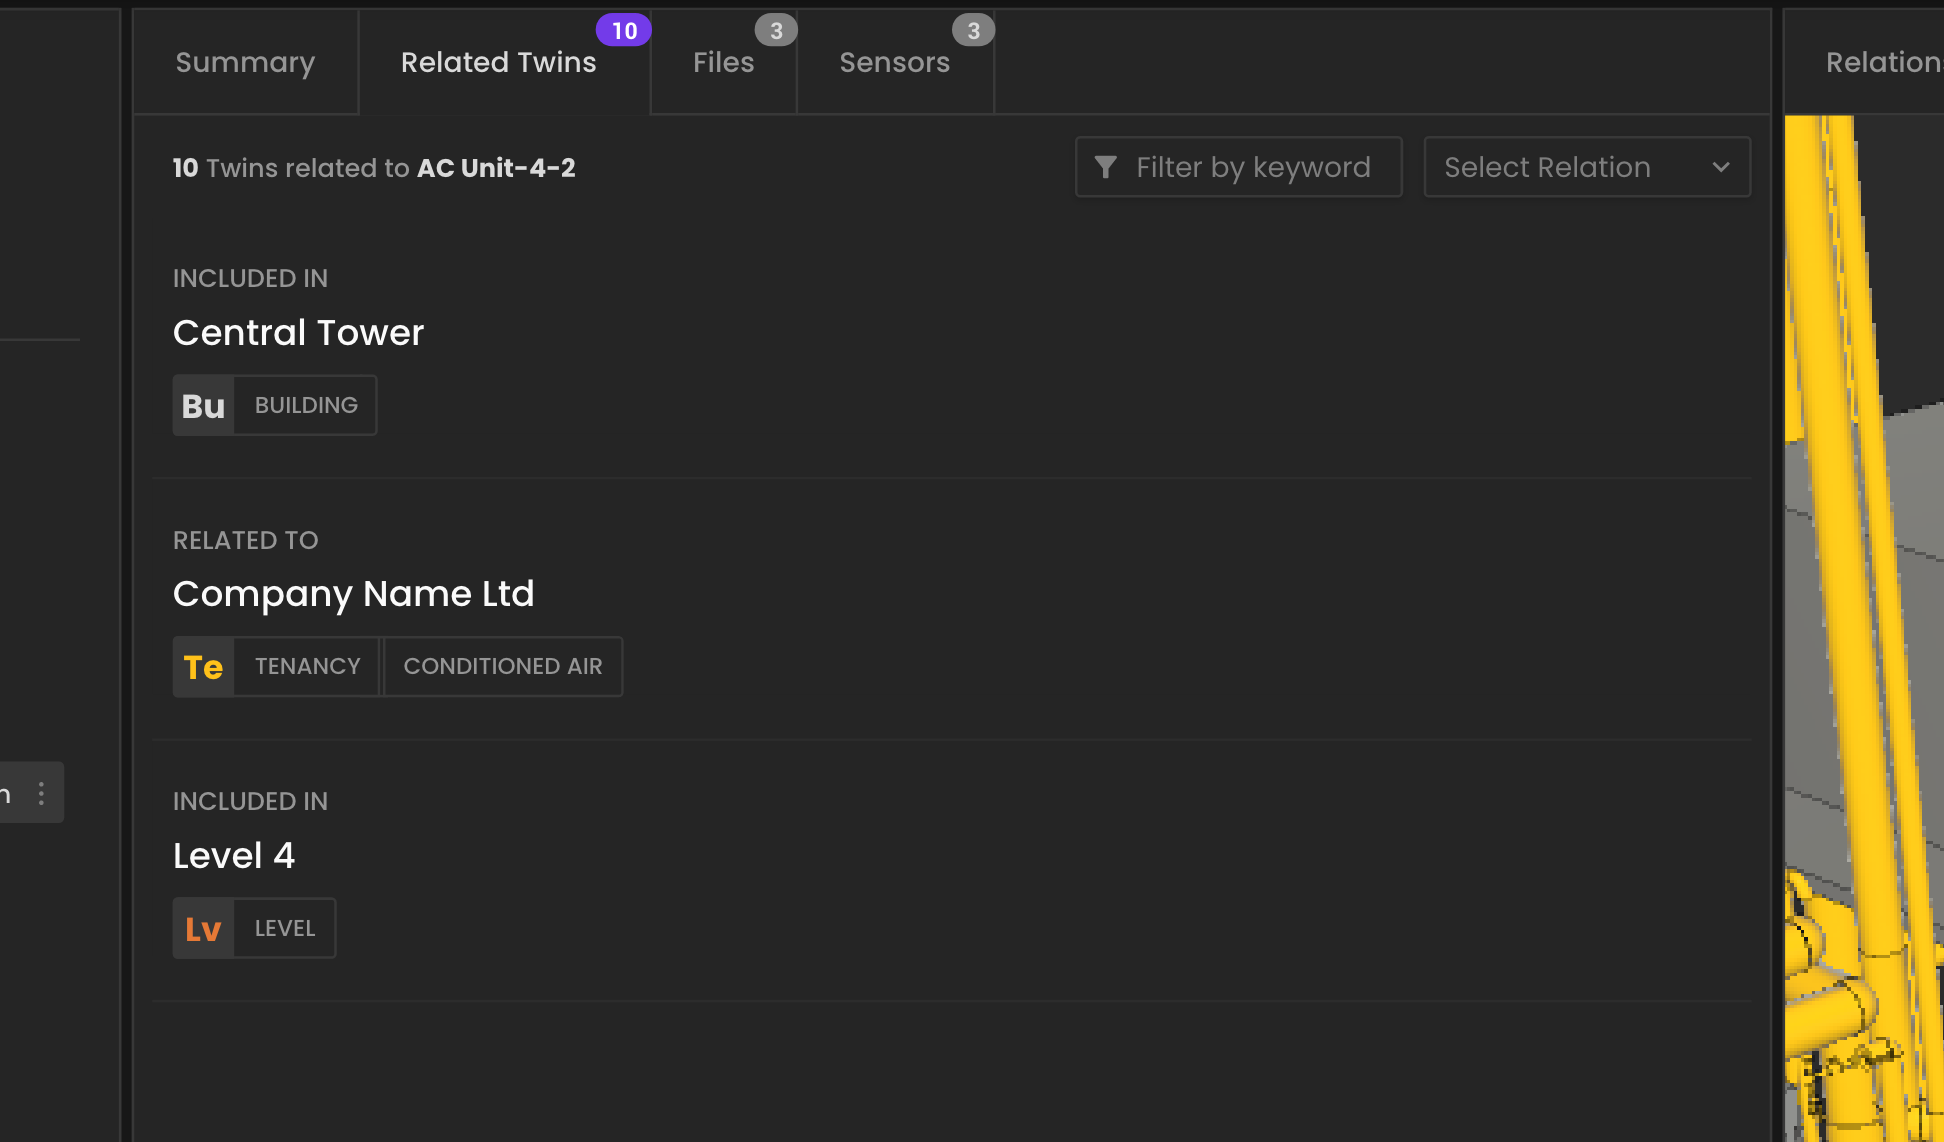 Summary
Related Twins
10
Files
3
Sensors
3
Relation
10 Twins related to AC Unit-4-2
Filter by keyword
Select Relation
INCLUDED IN
Central Tower
Bu BUILDING
RELATED TO
Company Name Ltd
Te TENANCY CONDITIONED AIR
n
INCLUDED IN
Level 4
Lv LEVEL